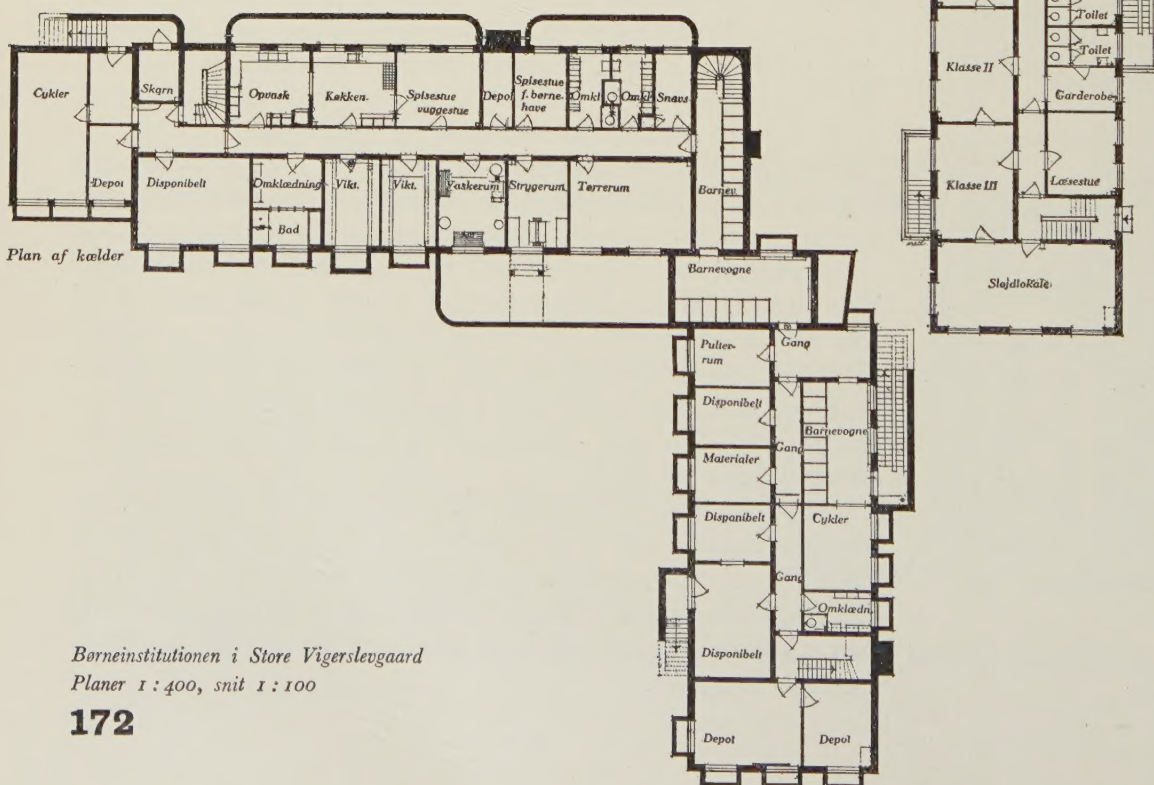 Cykler
Depot
Skarn
Opvask
Køkken
Spisestue
vuggestue
Depot
Spisestue
f. børne-
have
Omkl
Omkl
Snavs
Disponibelt
Omklædning
Bad
Vikt.
Vikt.
Vaskerum
Strygerum
Tørrerum
Barnev.
Plan af kælder
Barnevogne
Gang
Pulter-
rum
Disponibelt
Materialer
Disponibelt
Disponibelt
Gang
Gang
Barnevogne
Cykler
Omklædn.
Depot
Depot
Toilet
Toilet
Klasse II
Garderobe
Klasse III
Læsestue
Sløjdlokale
Børneinstitutionen i Store Vigerslevgaard
Planer 1 : 400, snit 1 : 100
172